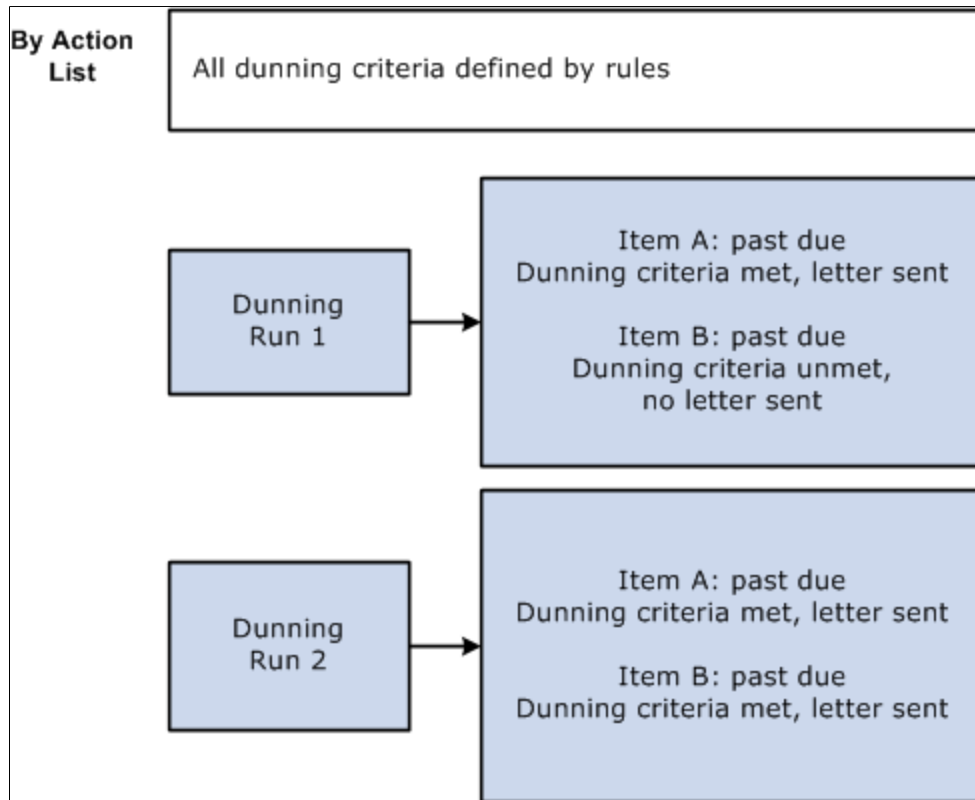 By Action
List
All dunning criteria defined by rules
Dunning
Run 1
Item A: past due
Dunning criteria met, letter sent
Item B: past due
Dunning criteria unmet,
no letter sent
Dunning
Run 2
Item A: past due
Dunning criteria met, letter sent
Item B: past due
Dunning criteria met, letter sent